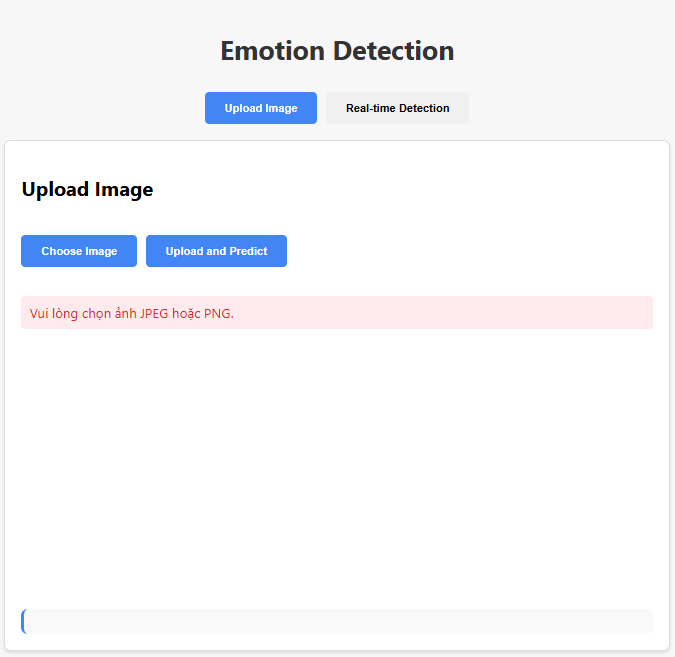 Emotion Detection
Upload Image
Real-time Detection
Upload Image
Choose Image
Upload and Predict
Vui lòng chọn ảnh JPEG hoặc PNG.